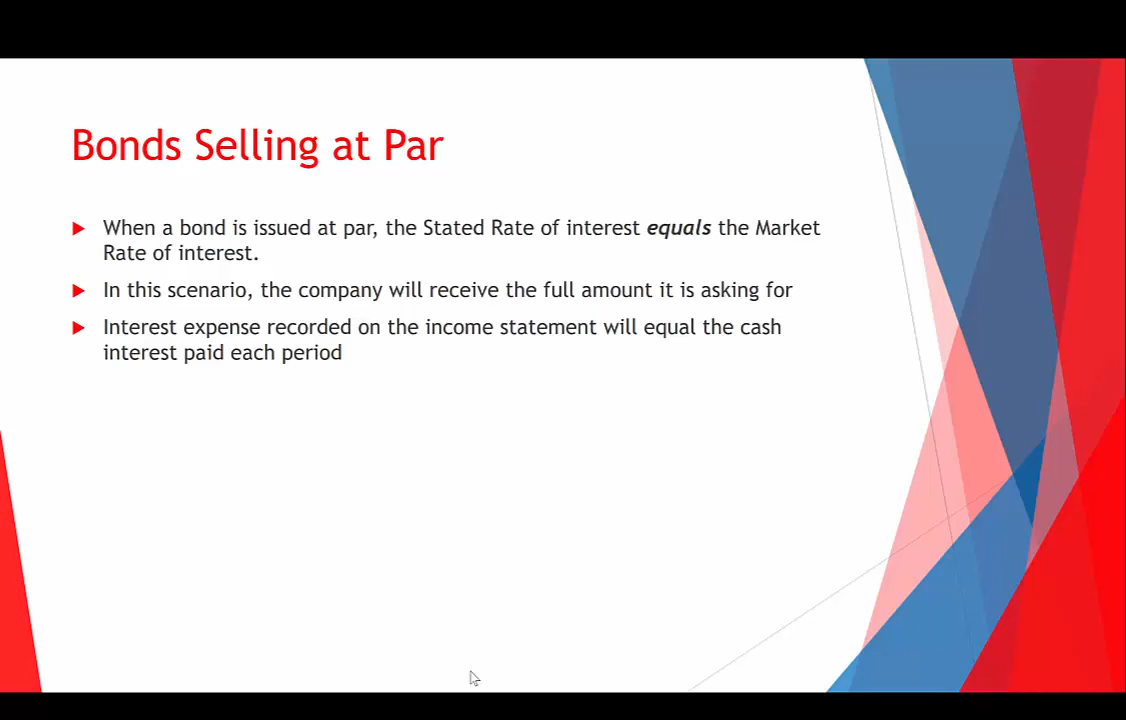 Bonds Selling at Par
When a bond is issued at par, the Stated Rate of interest equals the Market
Rate of interest.
In this scenario, the company will receive the full amount it is asking for
Interest expense recorded on the income statement will equal the cash
interest paid each period